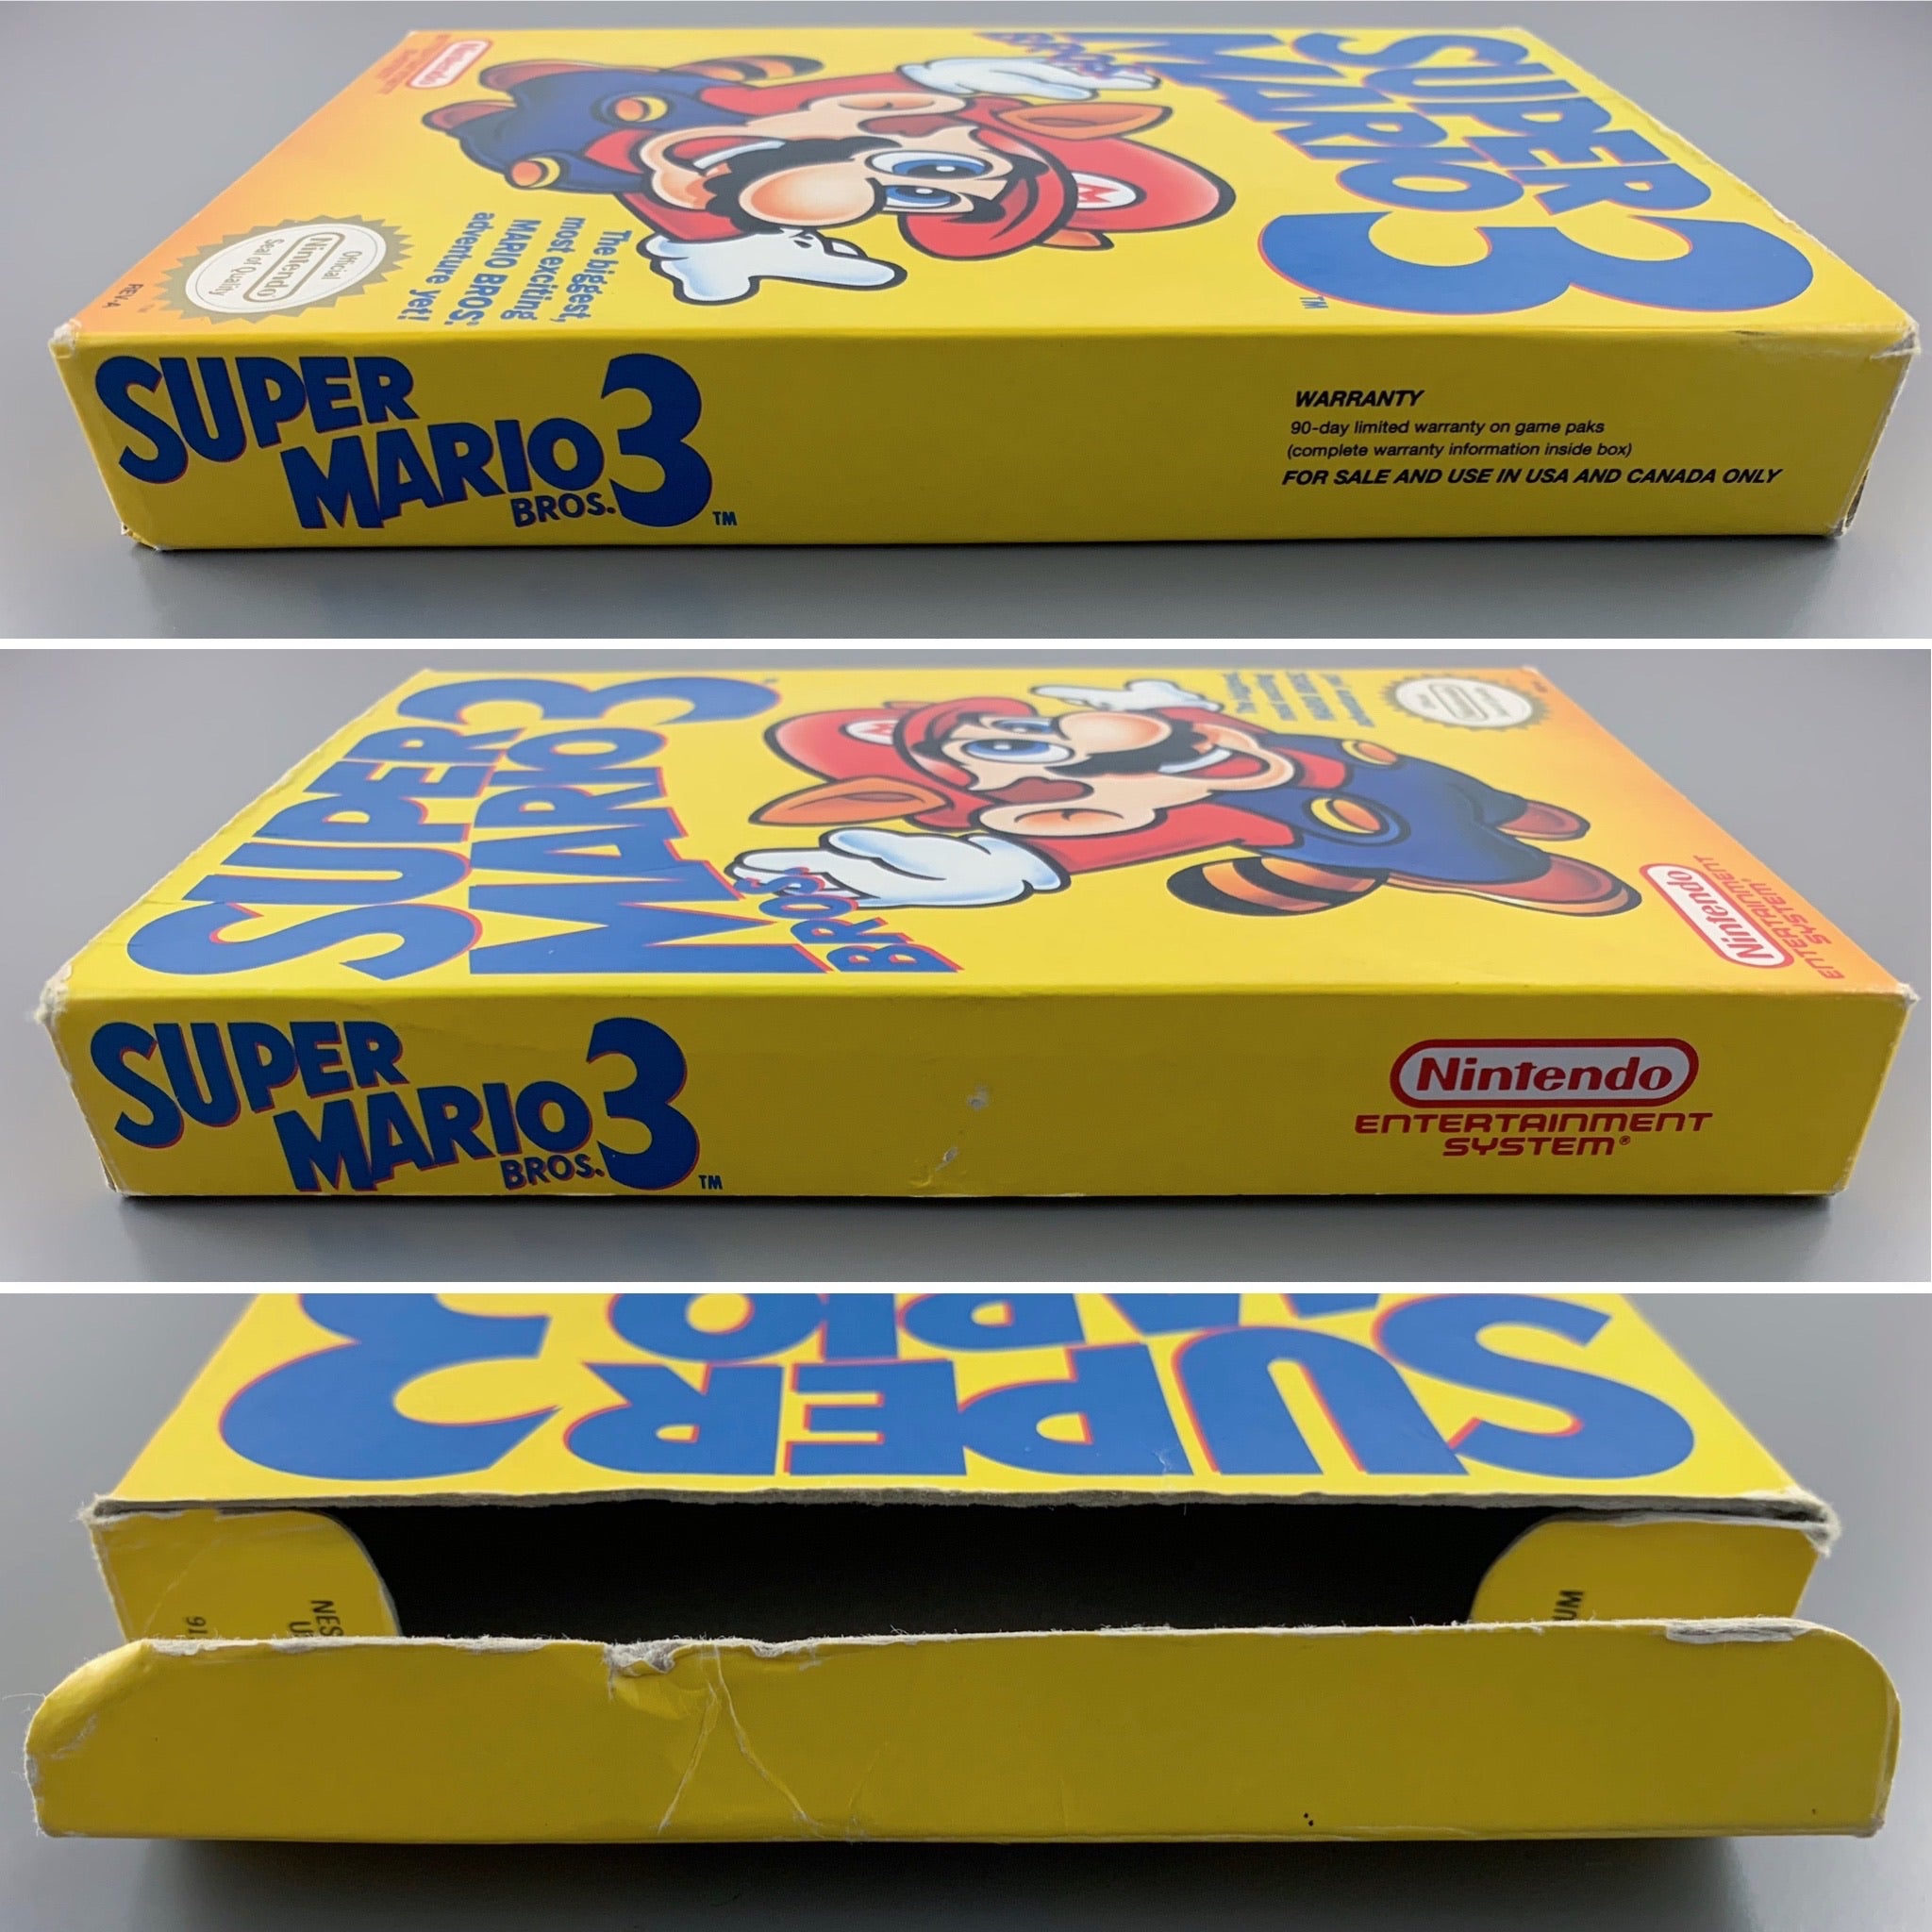 SUPER
MARIO 3
BROS.
TM
The biggest,
most exciting
MARIO BROS.
adventure yet!
Nintendo
Official
Nintendo
Seal of Quality
REV-A
SUPER
MARIO 3
BROS.
TM
WARRANTY
90-day limited warranty on game paks
(complete warranty information inside box)
FOR SALE AND USE IN USA AND CANADA ONLY
SUPER
MARIO 3
BROS.
M
Nintendo
ENTERTAINMENT
SYSTEM
SUPER
MARIO 3
BROS.
TM
Nintendo
ENTERTAINMENT
SYSTEM®
SUPER 3
NES
UM